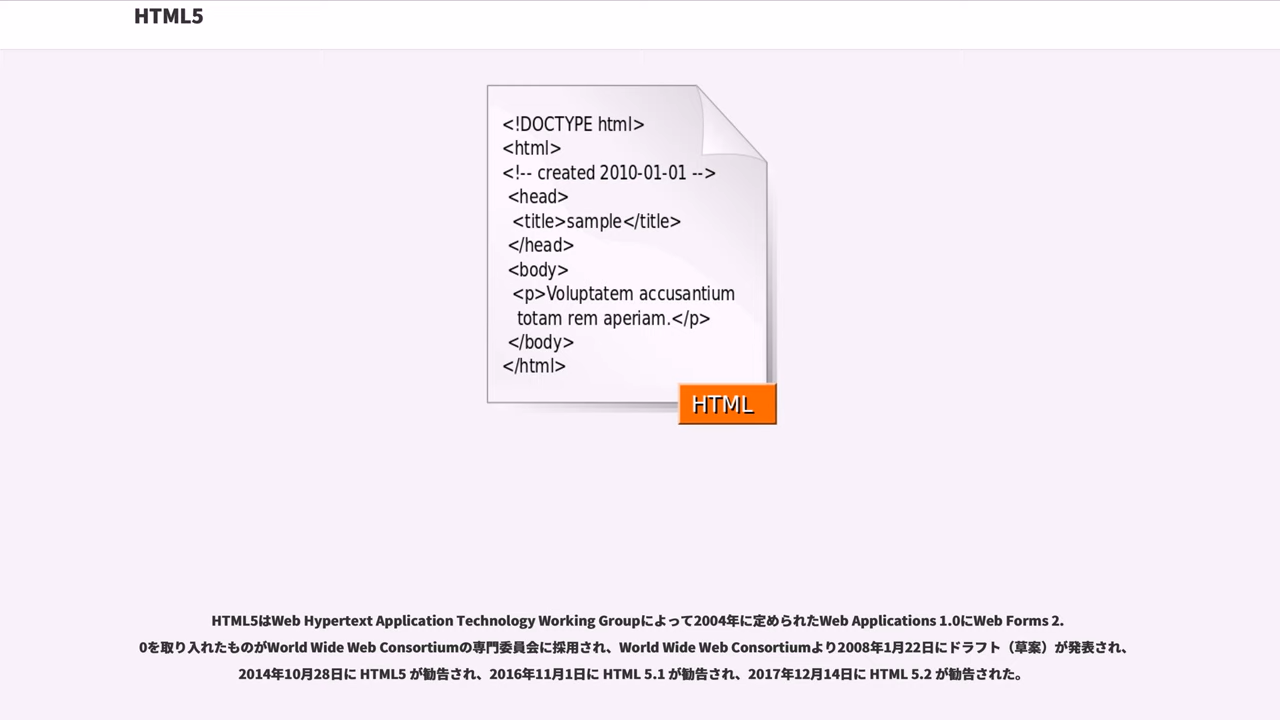 HTML5
<!DOCTYPE html>
<html>
<!-- created 2010-01-01 -->
<head>
<title>sample</title>
</head>
<body>
<p>Voluptatem accusantium
totam rem aperiam.</p>
</body>
</html>
HTML
HTML5はWeb Hypertext Application Technology Working Groupによって2004年に定められたWeb Applications 1.0にWeb Forms 2.
0を取り入れたものがWorld Wide Web Consortiumの専門委員会に採用され、World Wide Web Consortiumより2008年1月22日にドラフト（草案）が発表され、
2014年10月28日に HTML5 が勧告され、2016年11月1日に HTML 5.1 が勧告され、2017年12月14日に HTML 5.2 が勧告された。